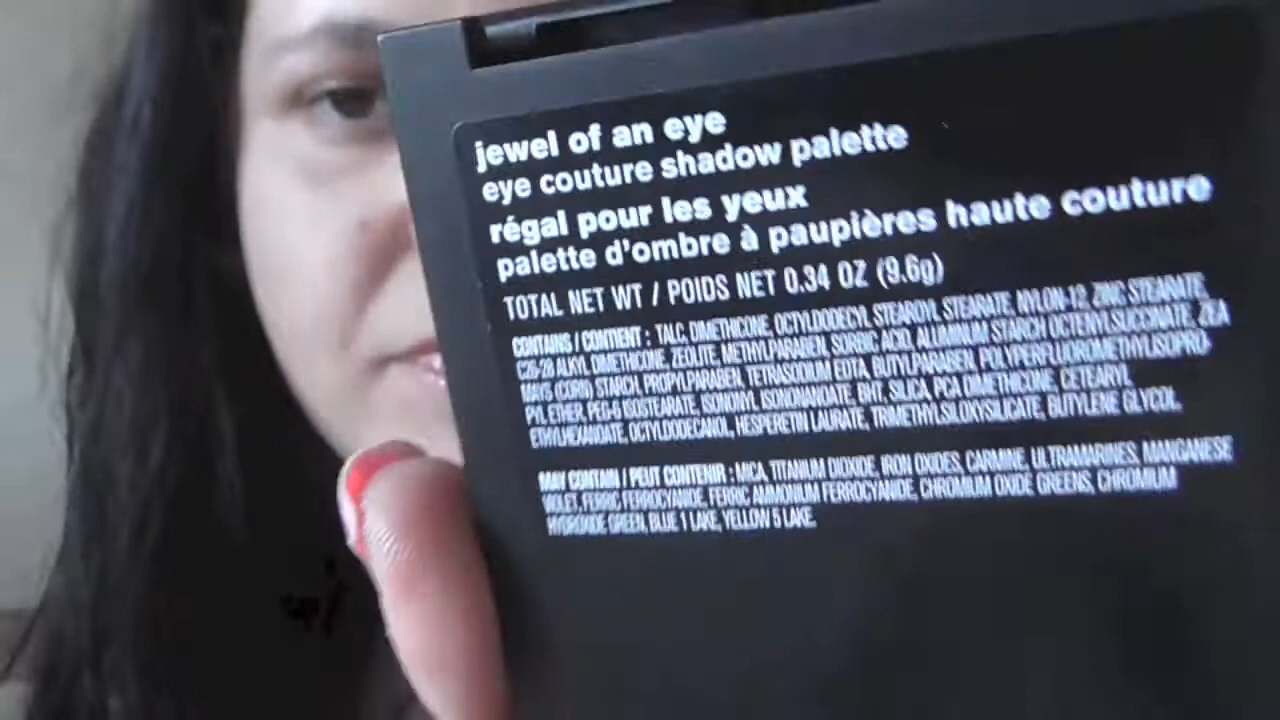 jewel of an eye
eye couture shadow palette
régal pour les yeux
palette d'ombre à paupières haute couture
TOTAL NET WT / POIDS NET 0.34 OZ (9.6g)
CONTAINS / CONTIENT : TALC, DIMETHICONE, OCTYLDODECYL STEAROYL STEARATE, NYLON-12, ZINC STEARATE,
C26-28 ALKYL DIMETHICONE, ZEOLITE, METHYLPARABEN, SORBIC ACID, ALUMINUM STARCH OCTENYLSUCCINATE, ZEA
MAYS (CORN) STARCH, PROPYLPARABEN, TETRASODIUM EDTA, BUTYLPARABEN, POLYPERFLUOROMETHYLISOPRO-
PYL ETHER, PEG-6 ISOSTEARATE, ISONONYL ISONONANOATE, BHT, SILICA, PCA DIMETHICONE, CETEARYL
ETHYLHEXANOATE, OCTYLDODECANOL, HESPERETIN LAURATE, TRIMETHYLSILOXYSILICATE, BUTYLENE GLYCOL.
MAY CONTAIN / PEUT CONTENIR : MICA, TITANIUM DIOXIDE, IRON OXIDES, CARMINE, ULTRAMARINES, MANGANESE
VIOLET, FERRIC FERROCYANIDE, FERRIC AMMONIUM FERROCYANIDE, CHROMIUM OXIDE GREENS, CHROMIUM
HYDROXIDE GREEN, BLUE 1 LAKE, YELLOW 5 LAKE.